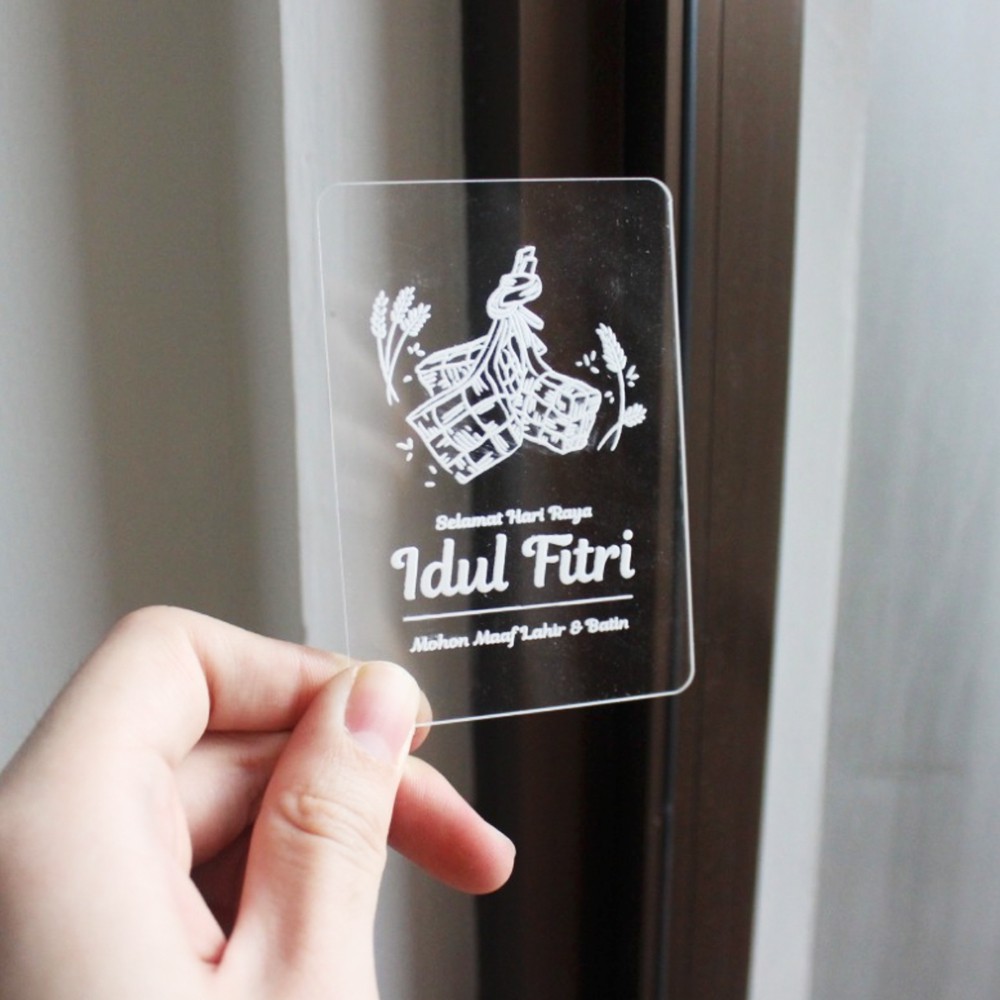 Selamat Hari Raya
Idul Fitri
Mohon Maaf Lahir & Batin